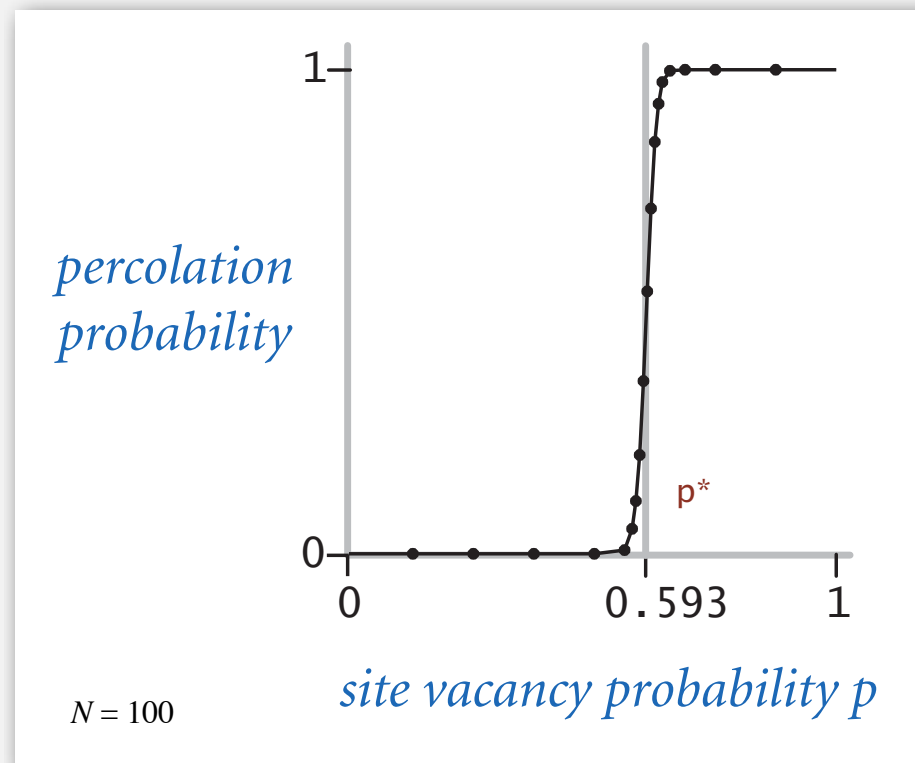 1
percolation
probability
p*
0
0 0.593 1
site vacancy probability p
N = 100